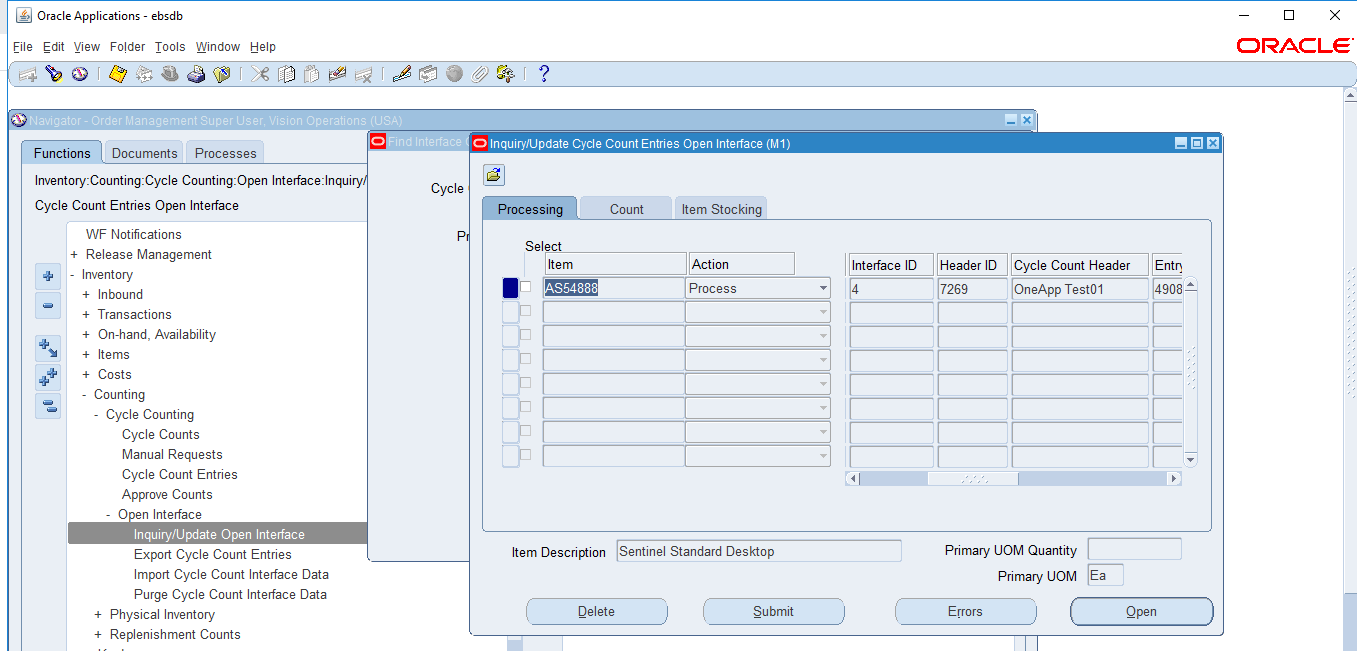 Oracle Applications - ebsdb
File Edit View Folder Tools Window Help
ORACLE
Navigator - Order Management Super User, Vision Operations (USA)
Functions Documents Processes
Inventory:Counting:Cycle Counting:Open Interface:Inquiry/
Cycle Count Entries Open Interface
WF Notifications
+ Release Management
- Inventory
+ Inbound
+ Transactions
+ On-hand, Availability
+ Items
+ Costs
- Counting
- Cycle Counting
Cycle Counts
Manual Requests
Cycle Count Entries
Approve Counts
- Open Interface
Inquiry/Update Open Interface
Export Cycle Count Entries
Import Cycle Count Interface Data
Purge Cycle Count Interface Data
+ Physical Inventory
+ Replenishment Counts
Find Interface
Cycle
Pr
Inquiry/Update Cycle Count Entries Open Interface (M1)
Processing Count Item Stocking
Select
Item Action Interface ID Header ID Cycle Count Header Entry
AS54888 Process 4 7269 OneApp Test01 4908
Item Description Sentinel Standard Desktop
Primary UOM Quantity
Primary UOM Ea
Delete Submit Errors Open